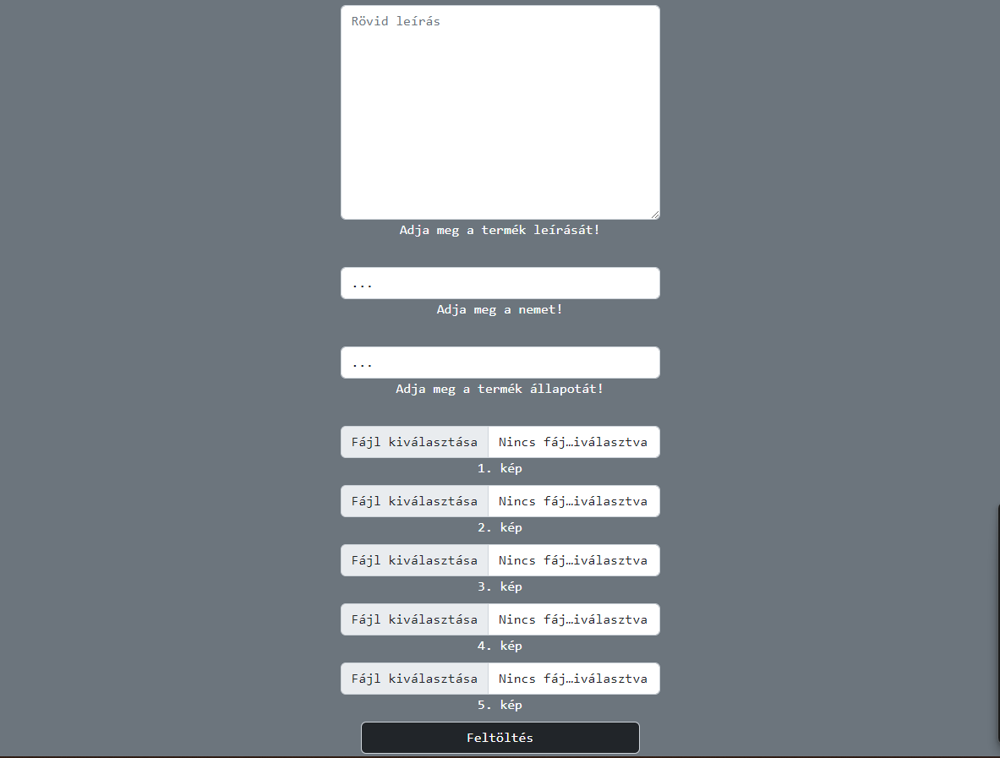 Rövid leírás
Adja meg a termék leírását!
...
Adja meg a nemet!
...
Adja meg a termék állapotát!
Fájl kiválasztása Nincs fáj…iválasztva
1. kép
Fájl kiválasztása Nincs fáj…iválasztva
2. kép
Fájl kiválasztása Nincs fáj…iválasztva
3. kép
Fájl kiválasztása Nincs fáj…iválasztva
4. kép
Fájl kiválasztása Nincs fáj…iválasztva
5. kép
Feltöltés